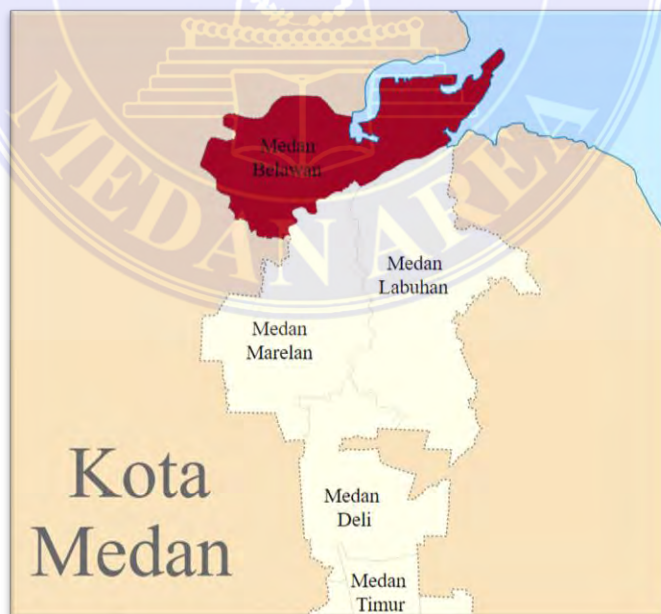 MEDAN AREA
Medan
Belawan
Medan
Labuhan
Medan
Marelan
Kota
Medan
Medan
Deli
Medan
Timur